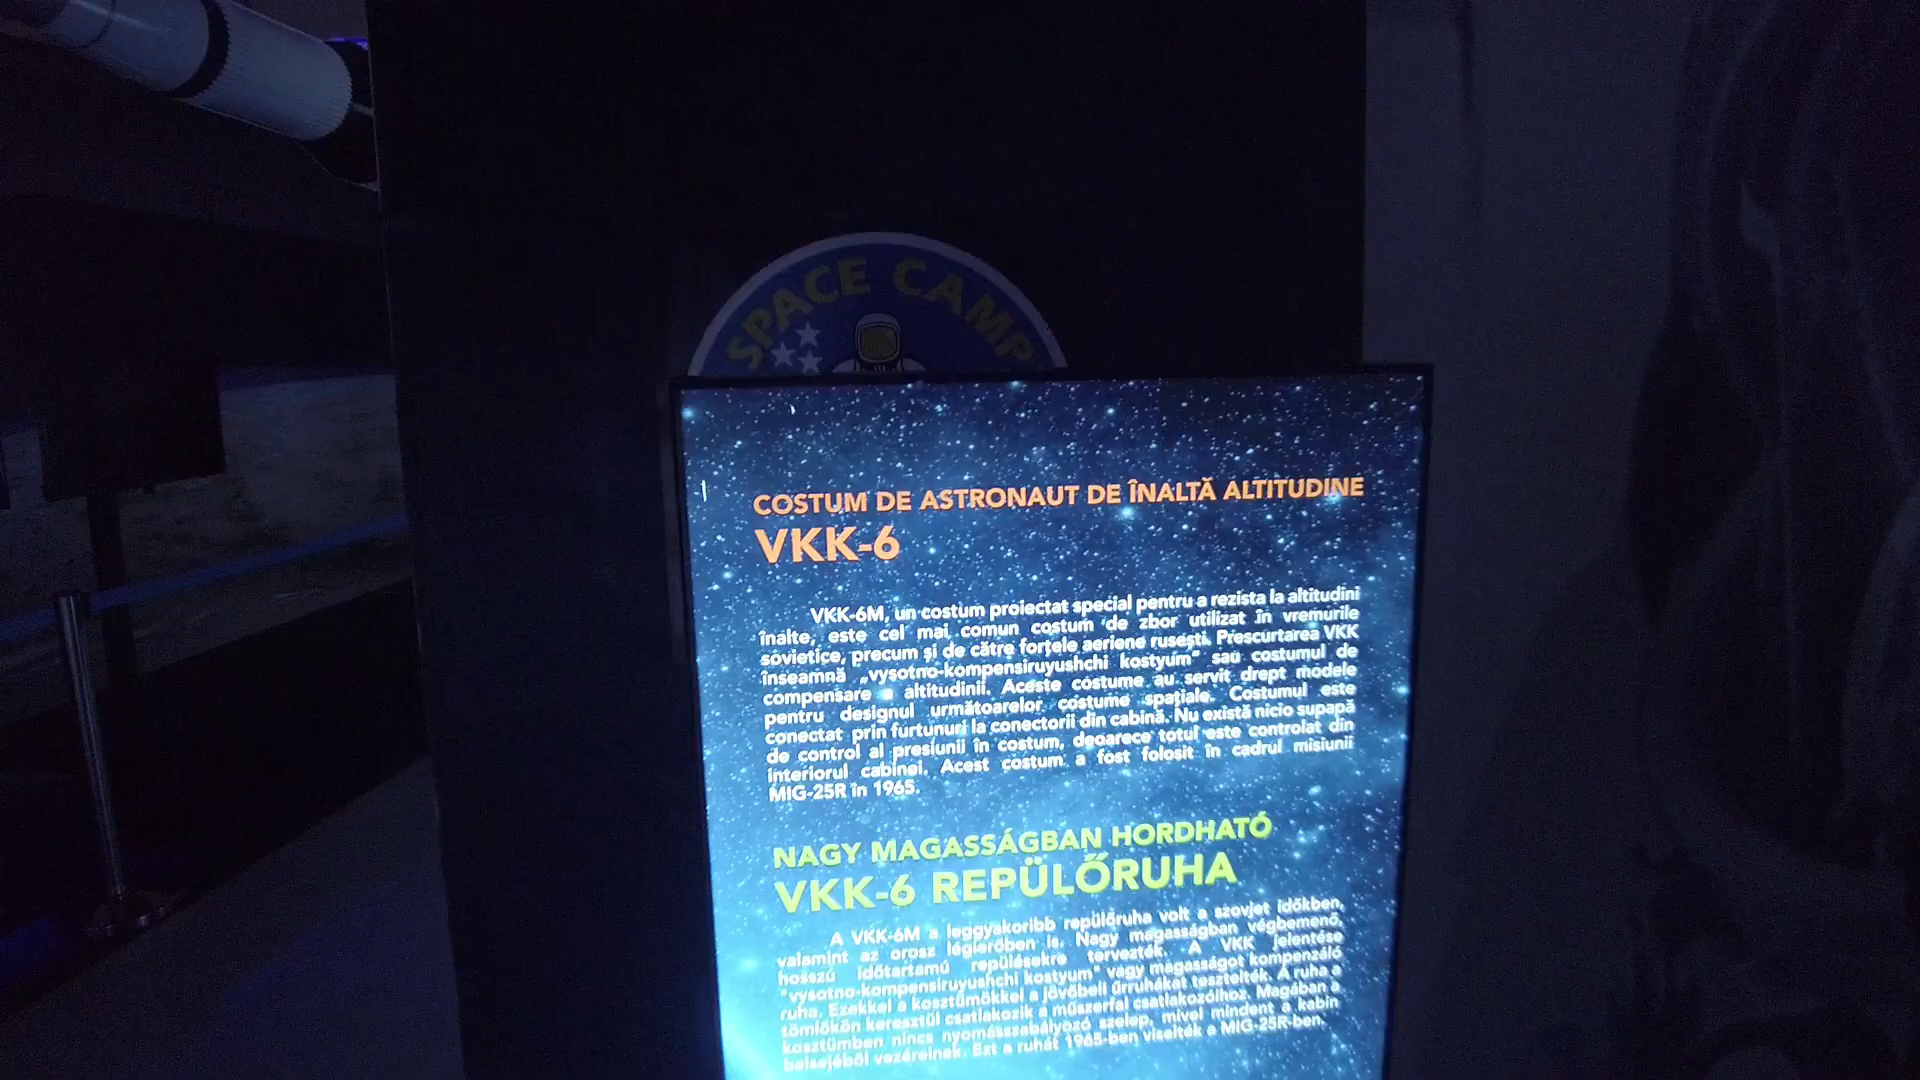 SPACE CAMP
COSTUM DE ASTRONAUT DE ÎNALTĂ ALTITUDINE
VKK-6
VKK-6M, un costum proiectat special pentru a rezista la altitudini
înalte, este cel mai comun costum de zbor utilizat în vremurile
sovietice, precum și de către forțele aeriene rusești. Prescurtarea VKK
înseamnă „vysotno-kompensiruyushchi kostyum" sau costumul de
compensare a altitudinii. Aceste costume au servit drept modele
pentru designul următoarelor costume spațiale. Costumul este
conectat prin furtunuri la conectorii din cabină. Nu există nicio supapă
de control al presiunii în costum, deoarece totul este controlat din
interiorul cabinei. Acest costum a fost folosit în cadrul misiunii
MIG-25R în 1965.
NAGY MAGASSÁGBAN HORDHATÓ
VKK-6 REPÜLŐRUHA
A VKK-6M a leggyakoribb repülőruha volt a szovjet időkben,
valamint az orosz légierőben is. Nagy magasságban végbemenő,
hosszú időtartamú repülésekre tervezték. A VKK jelentése
"vysotno-kompensiruyushchi kostyum" vagy magasságot kompenzáló
ruha. Ezekkel a kosztümökkel a jövőbeli űrruhákat tesztelték. A ruha a
tömlőkön keresztül csatlakozik a műszerfal csatlakozóihoz. Magában a
kosztümben nincs nyomásszabályozó szelep, mivel mindent a kabin
belsejéből vezérelnek. Ezt a ruhát 1965-ben viselték a MIG-25R-ben.